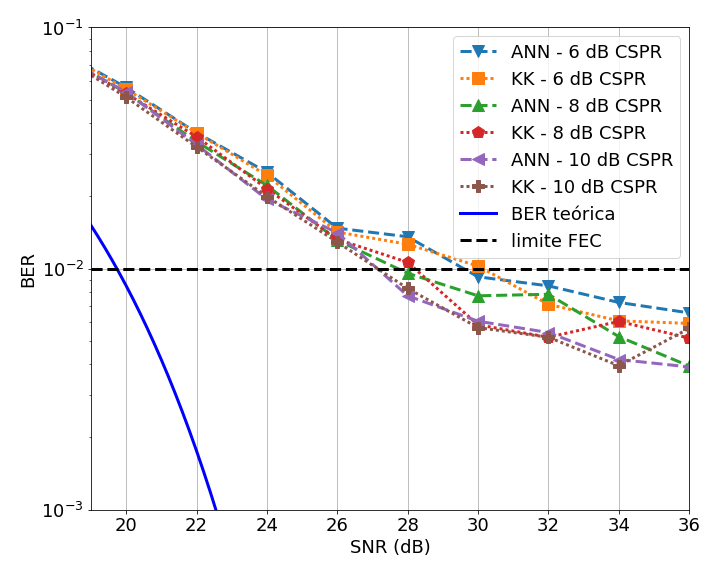 10⁻¹
10⁻²
10⁻³
BER
ANN - 6 dB CSPR
KK - 6 dB CSPR
ANN - 8 dB CSPR
KK - 8 dB CSPR
ANN - 10 dB CSPR
KK - 10 dB CSPR
BER teórica
limite FEC
20 22 24 26 28 30 32 34 36
SNR (dB)